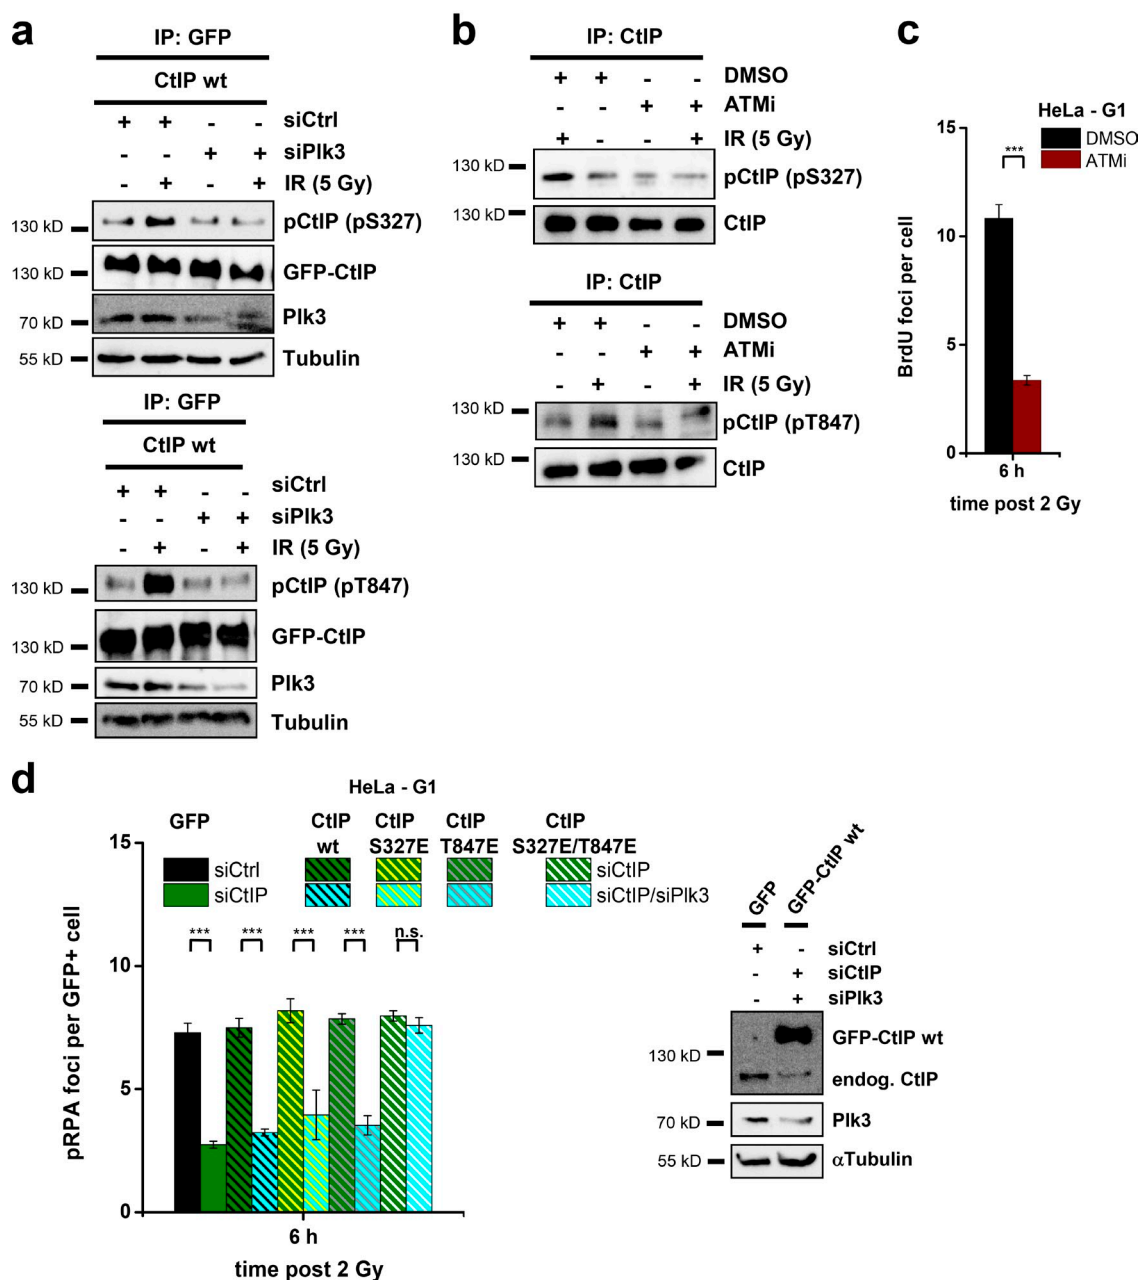 a
IP: GFP
CtIP wt
+ + - - siCtrl
- - + + siPlk3
- + - + IR (5 Gy)
130 kD pCtIP (pS327)
130 kD GFP-CtIP
70 kD Plk3
55 kD Tubulin
IP: GFP
CtIP wt
+ + - - siCtrl
- - + + siPlk3
- + - + IR (5 Gy)
130 kD pCtIP (pT847)
130 kD GFP-CtIP
70 kD Plk3
55 kD Tubulin
b
IP: CtIP
+ + - - DMSO
- - + + ATMi
+ - - + IR (5 Gy)
130 kD pCtIP (pS327)
130 kD CtIP
IP: CtIP
+ + - - DMSO
- - + + ATMi
- + - + IR (5 Gy)
130 kD pCtIP (pT847)
130 kD CtIP
c
HeLa - G1
DMSO
ATMi
***
15
10
5
0
BrdU foci per cell
6 h
time post 2 Gy
d
HeLa - G1
GFP CtIP wt CtIP S327E CtIP T847E CtIP S327E/T847E
siCtrl siCtIP
siCtIP siCtIP/siPlk3
*** *** *** *** n.s.
15
10
5
0
pRPA foci per GFP+ cell
6 h
time post 2 Gy
GFP
GFP-CtIP wt
+ - siCtrl
- + siCtIP
- + siPlk3
GFP-CtIP wt
130 kD
endog. CtIP
70 kD Plk3
55 kD αTubulin